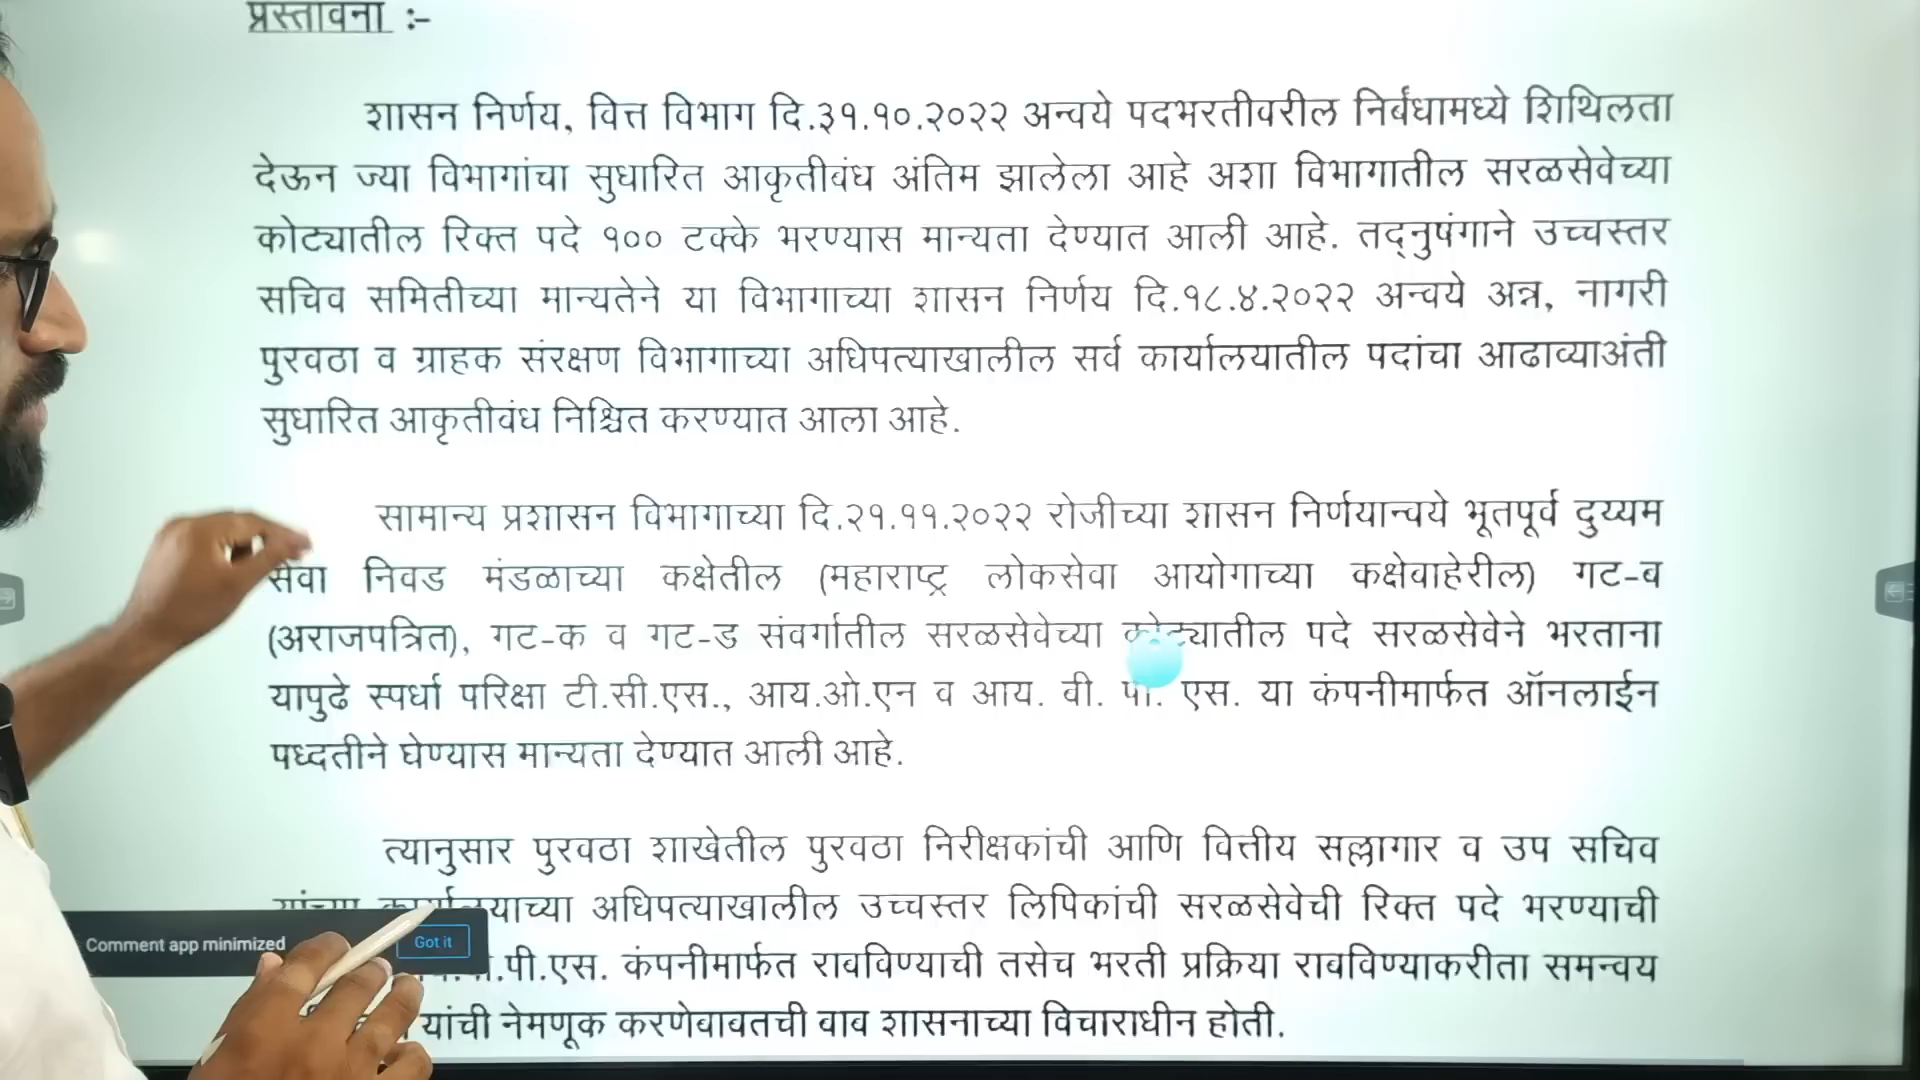 प्रस्तावना :-
शासन निर्णय, वित्त विभाग दि.३१.१०.२०२२ अन्वये पदभरतीवरील निर्बंधामध्ये शिथिलता
देऊन ज्या विभागांचा सुधारित आकृतीबंध अंतिम झालेला आहे अशा विभागातील सरळसेवेच्या
कोट्यातील रिक्त पदे १०० टक्के भरण्यास मान्यता देण्यात आली आहे. तद्नुषंगाने उच्चस्तर
सचिव समितीच्या मान्यतेने या विभागाच्या शासन निर्णय दि.१८.४.२०२२ अन्वये अन्न, नागरी
पुरवठा व ग्राहक संरक्षण विभागाच्या अधिपत्याखालील सर्व कार्यालयातील पदांचा आढाव्याअंती
सुधारित आकृतीबंध निश्चित करण्यात आला आहे.
सामान्य प्रशासन विभागाच्या दि.२१.११.२०२२ रोजीच्या शासन निर्णयान्वये भूतपूर्व दुय्यम
सेवा निवड मंडळाच्या कक्षेतील (महाराष्ट्र लोकसेवा आयोगाच्या कक्षेबाहेरील) गट-ब
(अराजपत्रित), गट-क व गट-ड संवर्गातील सरळसेवेच्या कोट्यातील पदे सरळसेवेने भरताना
यापुढे स्पर्धा परिक्षा टी.सी.एस., आय.ओ.एन व आय. बी. पी. एस. या कंपनीमार्फत ऑनलाईन
पध्दतीने घेण्यास मान्यता देण्यात आली आहे.
त्यानुसार पुरवठा शाखेतील पुरवठा निरीक्षकांची आणि वित्तीय सल्लागार व उप सचिव
यांच्या कार्यालयाच्या अधिपत्याखालील उच्चस्तर लिपिकांची सरळसेवेची रिक्त पदे भरण्याची
Comment app minimized Got it
.पी.एस. कंपनीमार्फत राबविण्याची तसेच भरती प्रक्रिया राबविण्याकरीता समन्वय
यांची नेमणूक करणेबाबतची बाब शासनाच्या विचाराधीन होती.